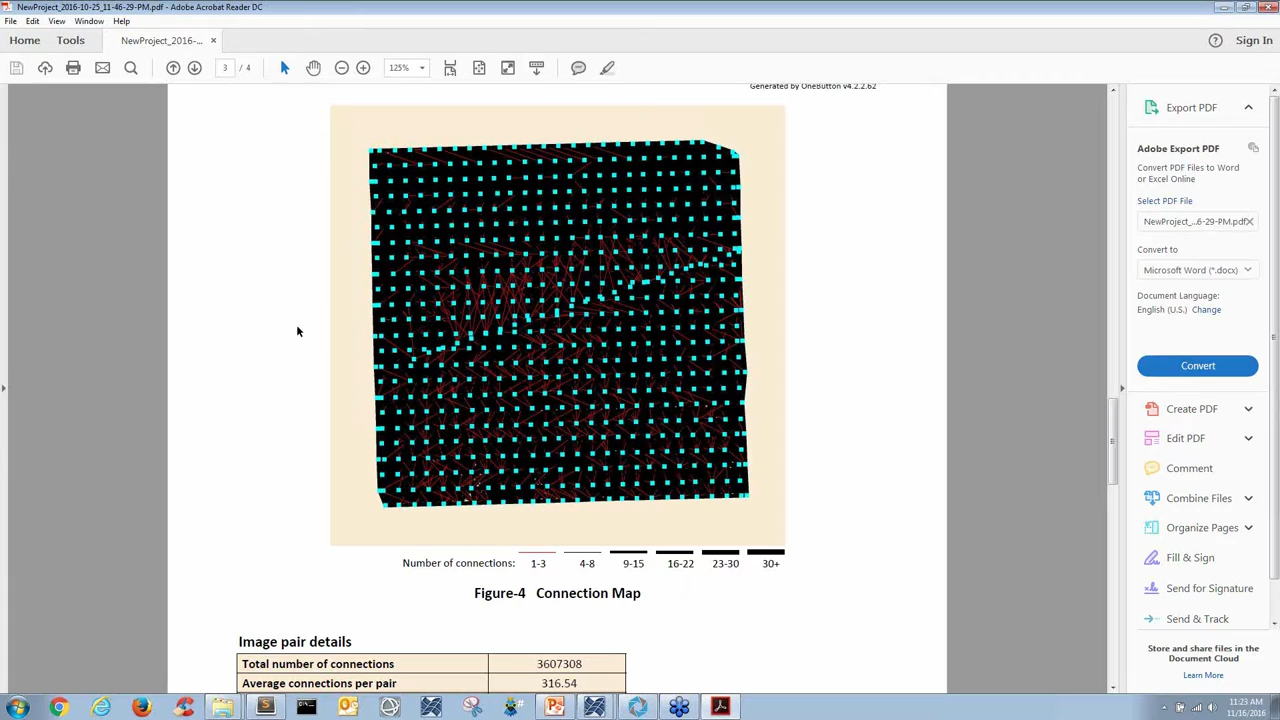 NewProject_2016-10-25_11-46-29-PM.pdf - Adobe Acrobat Reader DC
File Edit View Window Help
Home Tools NewProject_2016-... × Sign In
3 / 4 125%
Generated by OneButton v4.2.2.62
Number of connections: 1-3 4-8 9-15 16-22 23-30 30+
Figure-4 Connection Map
Image pair details
Total number of connections 3607308
Average connections per pair 316.54
Export PDF
Adobe Export PDF
Convert PDF Files to Word
or Excel Online
Select PDF File
NewProject_...6-29-PM.pdf ×
Convert to
Microsoft Word (*.docx)
Document Language:
English (U.S.) Change
Convert
Create PDF
Edit PDF
Comment
Combine Files
Organize Pages
Fill & Sign
Send for Signature
Send & Track
Store and share files in the
Document Cloud
Learn More
11:23 AM
11/16/2016